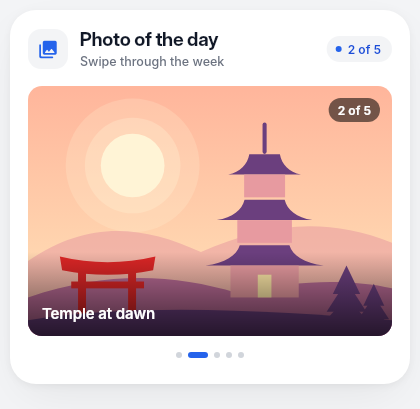 Photo of the day
Swipe through the week
2 of 5
2 of 5
Temple at dawn